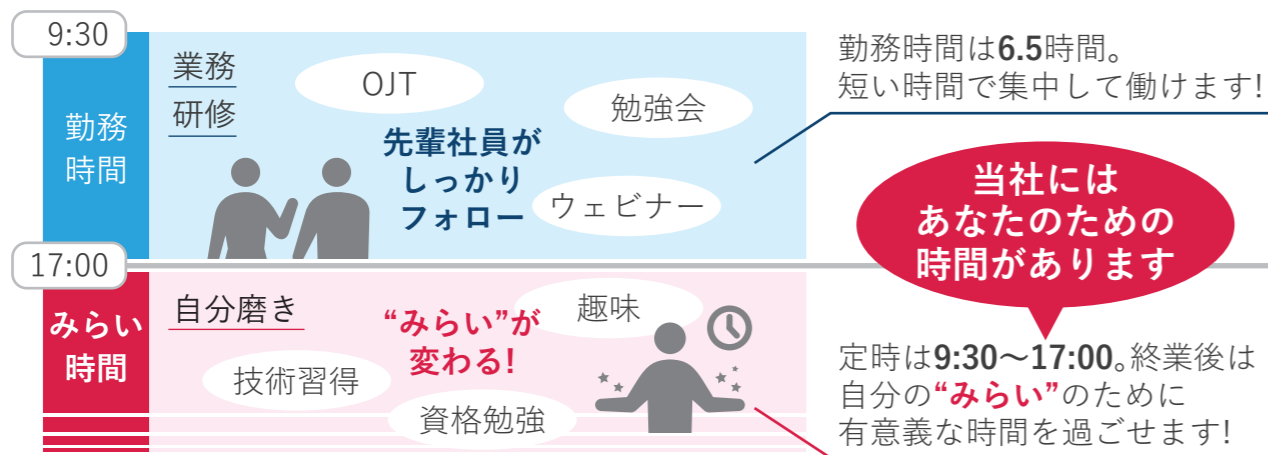 9:30
勤務
時間
業務
研修
OJT
勉強会
先輩社員が
しっかり
フォロー
ウェビナー
勤務時間は6.5時間。
短い時間で集中して働けます!
当社には
あなたのための
時間があります
17:00
みらい
時間
自分磨き
“みらい”が
変わる!
趣味
技術習得
資格勉強
定時は9:30〜17:00。終業後は
自分の“みらい”のために
有意義な時間を過ごせます!